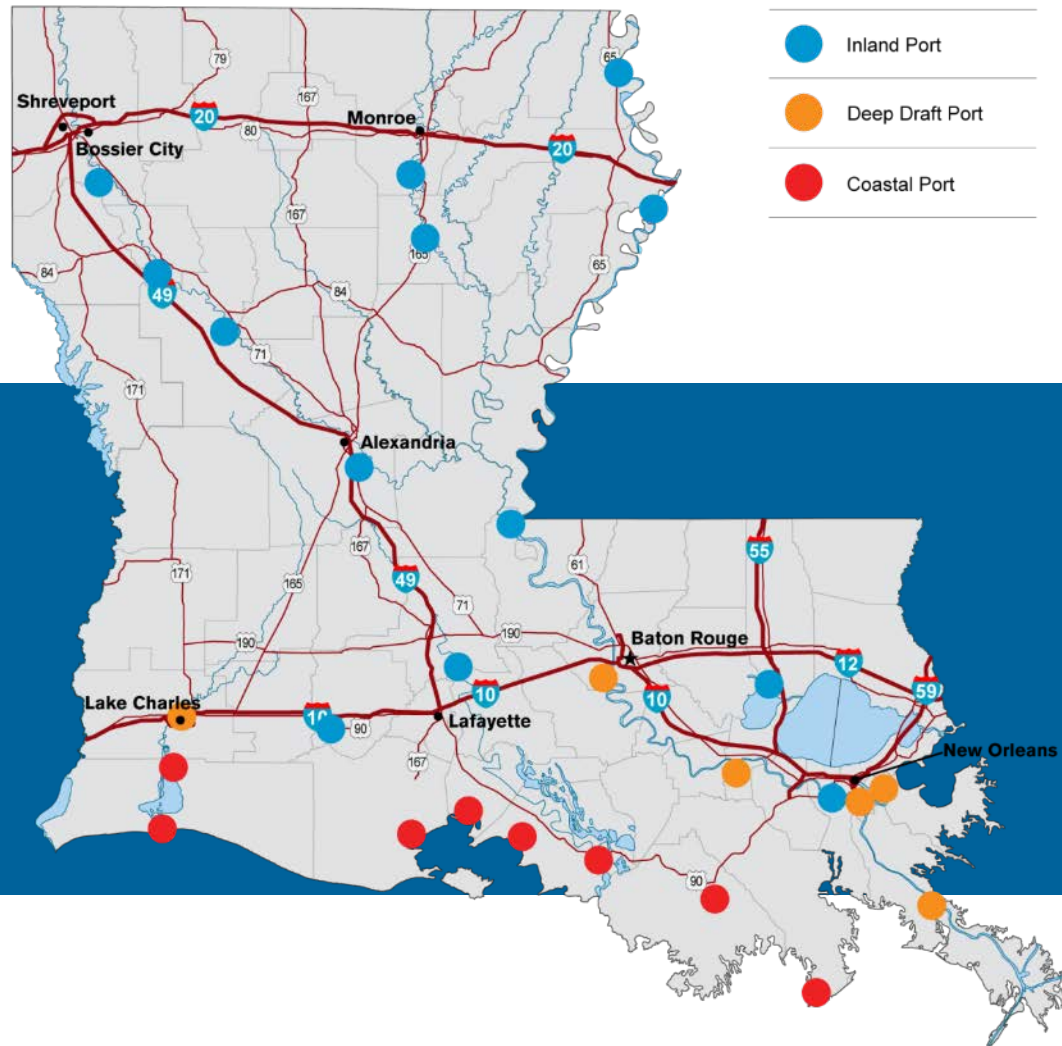 Inland Port
Deep Draft Port
Coastal Port
65
79
167
Shreveport
20
Monroe
80
Bossier City
20
167
165
84
65
49
84
71
171
Alexandria
167
55
61
171
165
49
71
190
190
Baton Rouge
12
10
59
10
Lake Charles
10
90
Lafayette
167
New Orleans
90